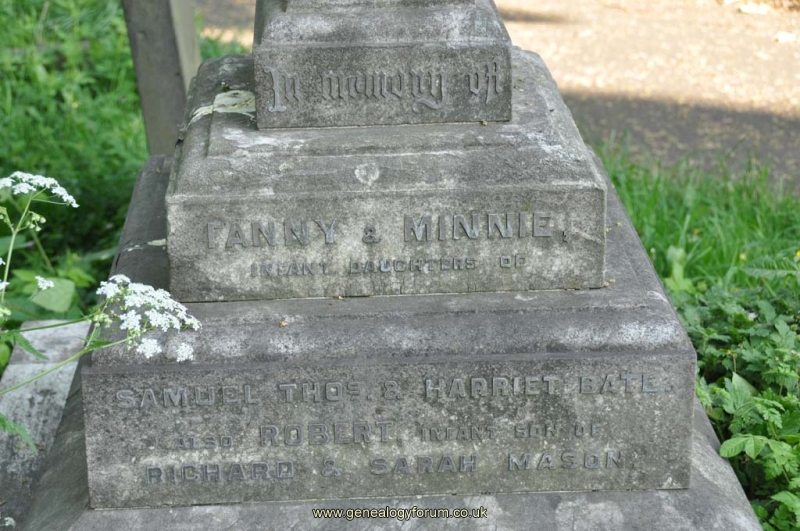 In memory of
FANNY & MINNIE,
INFANT DAUGHTERS OF
SAMUEL THOS. & HARRIET BATE.
ALSO ROBERT, INFANT SON OF
RICHARD & SARAH MASON.
www.genealogyforum.co.uk